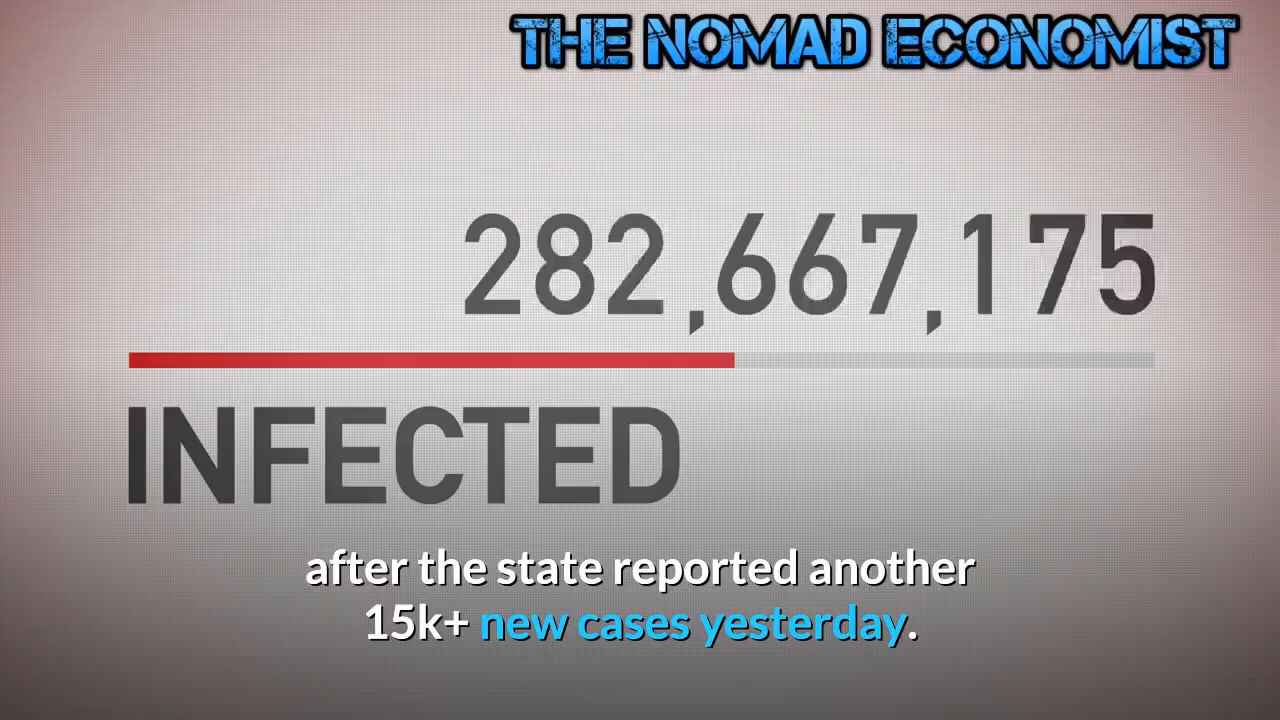 THE NOMAD ECONOMIST
282,667,175
INFECTED
after the state reported another
15k+ new cases yesterday.